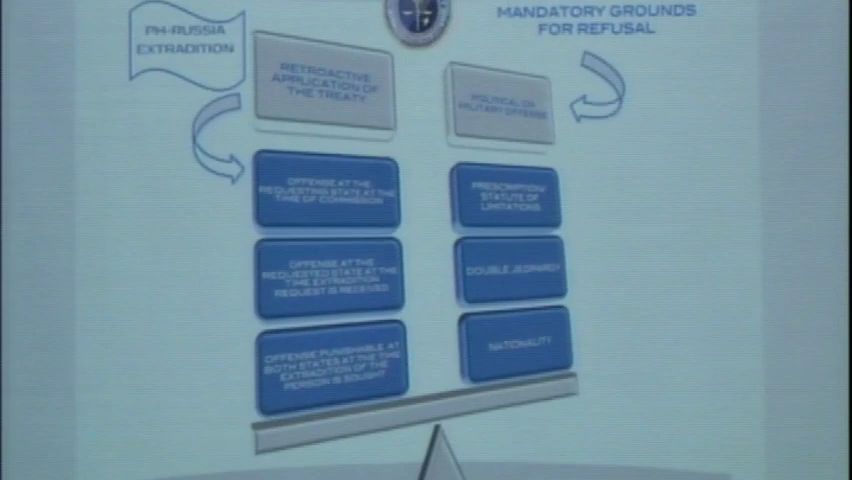 PH-RUSSIA
EXTRADITION
MANDATORY GROUNDS
FOR REFUSAL
RETROACTIVE
APPLICATION OF
THE TREATY
POLITICAL OR
MILITARY OFFENSE
OFFENSE AT THE
REQUESTING STATE AT THE
TIME OF COMMISSION
PRESCRIPTION/
STATUTE OF
LIMITATIONS
OFFENSE AT THE
REQUESTED STATE AT THE
TIME EXTRADITION
REQUEST IS RECEIVED
DOUBLE JEOPARDY
OFFENSE PUNISHABLE AT
BOTH STATES AT THE TIME
EXTRADITION OF THE
PERSON IS SOUGHT
NATIONALITY